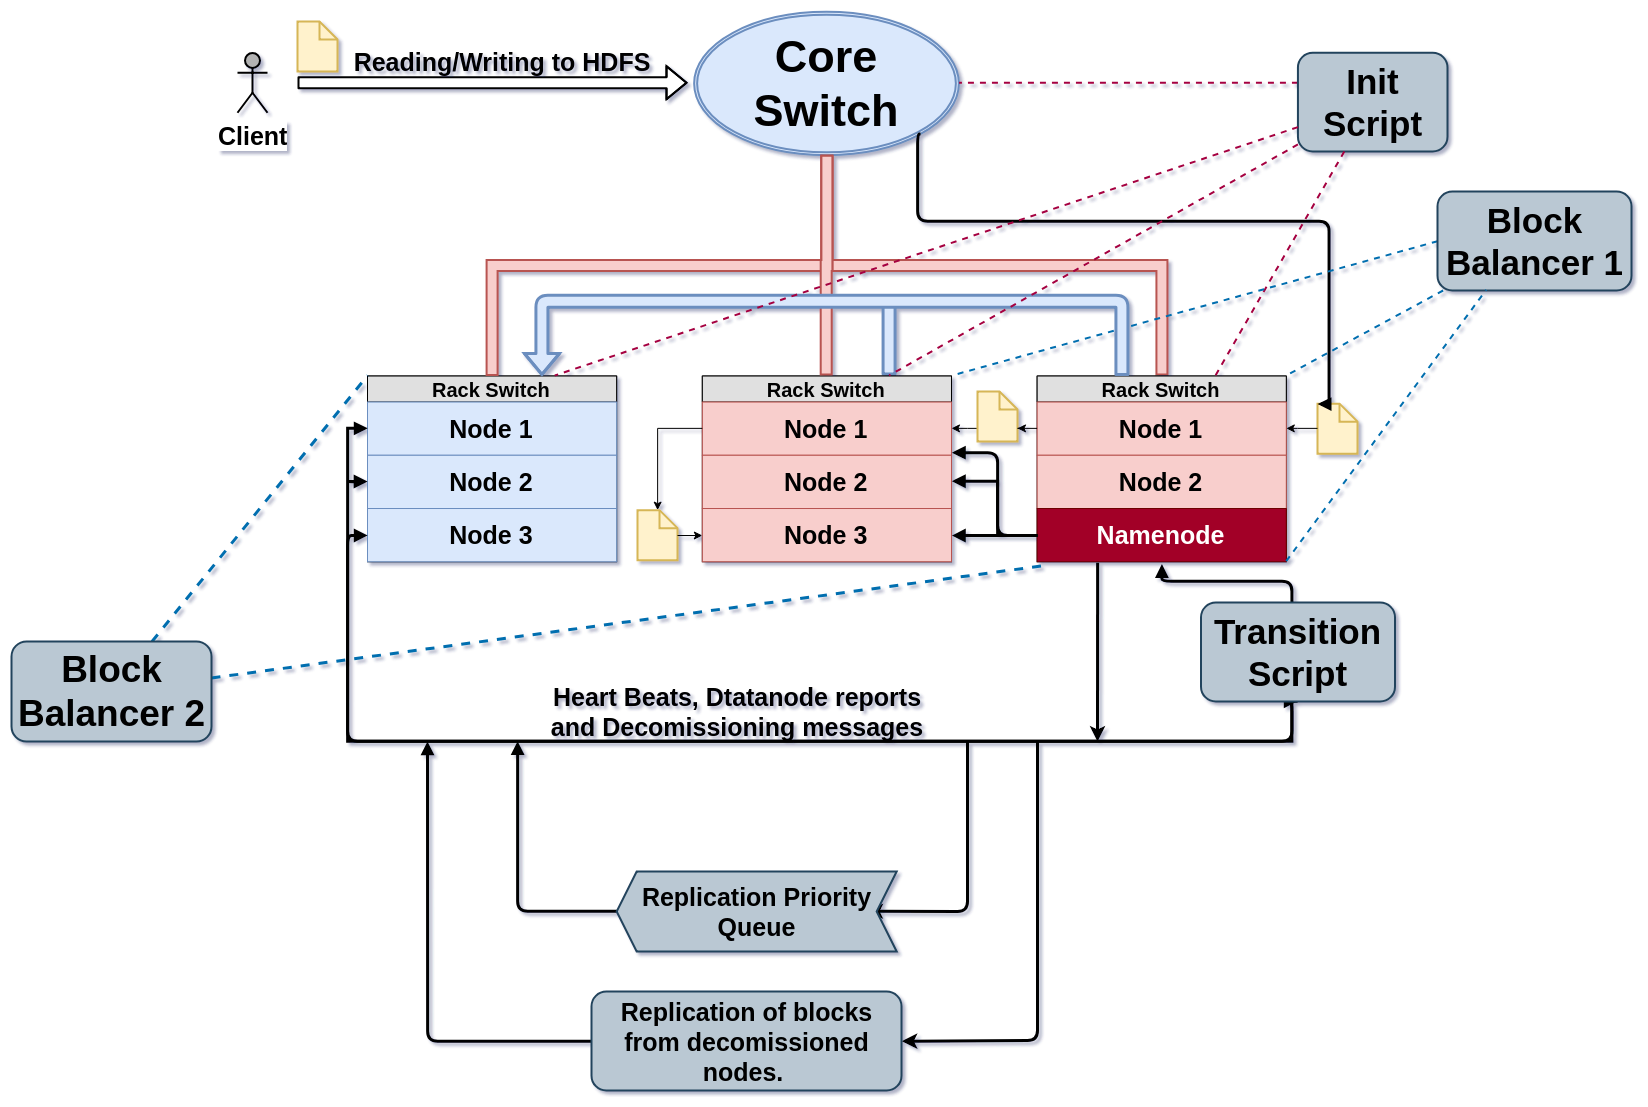 Core
Switch
Reading/Writing to HDFS
Client
Init
Script
Block
Balancer 1
Rack Switch
Node 1
Node 2
Node 3
Rack Switch
Node 1
Node 2
Node 3
Rack Switch
Node 1
Node 2
Namenode
Transition
Script
Block
Balancer 2
Heart Beats, Dtatanode reports
and Decomissioning messages
Replication Priority
Queue
Replication of blocks
from decomissioned
nodes.